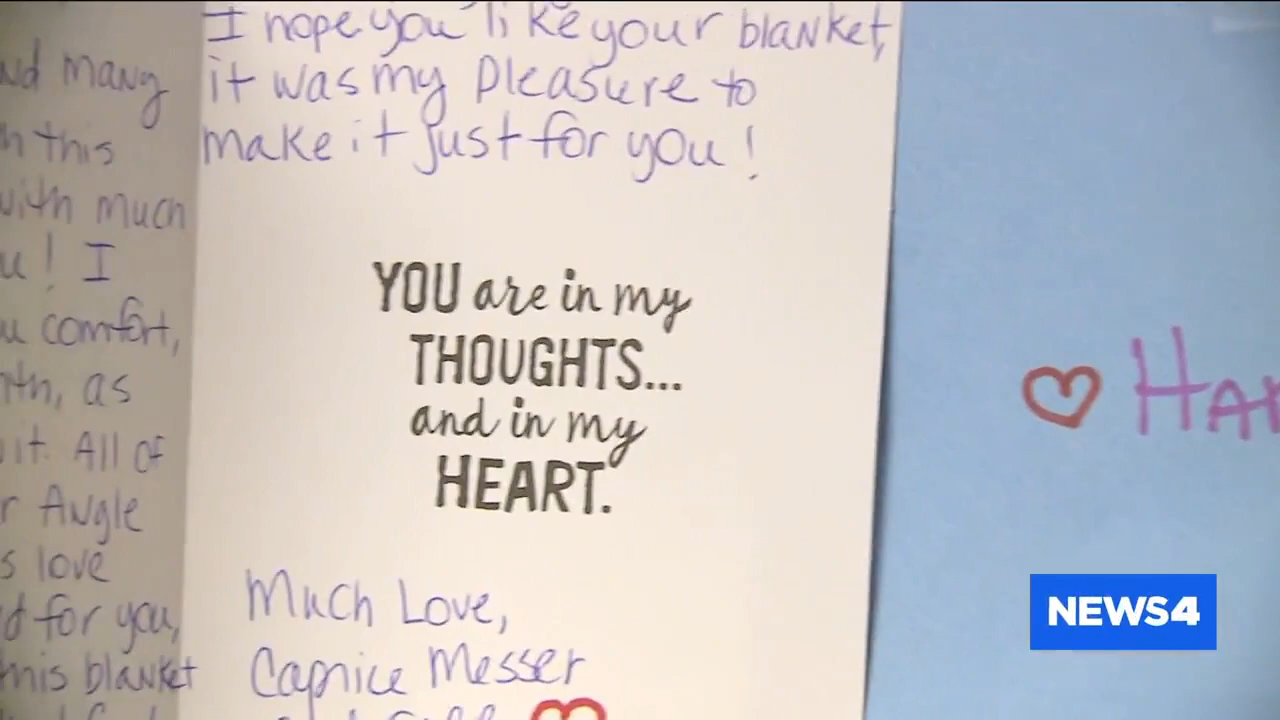 nd many
this
with much
u! I
u comfort,
as
it. All of
r Angle
s love
d for you,
this blanket
I hope you like your blanket,
it was my pleasure to
make it just for you!
YOU are in my
THOUGHTS...
and in my
HEART.
Much Love,
Caprice Messer
Ha
NEWS4